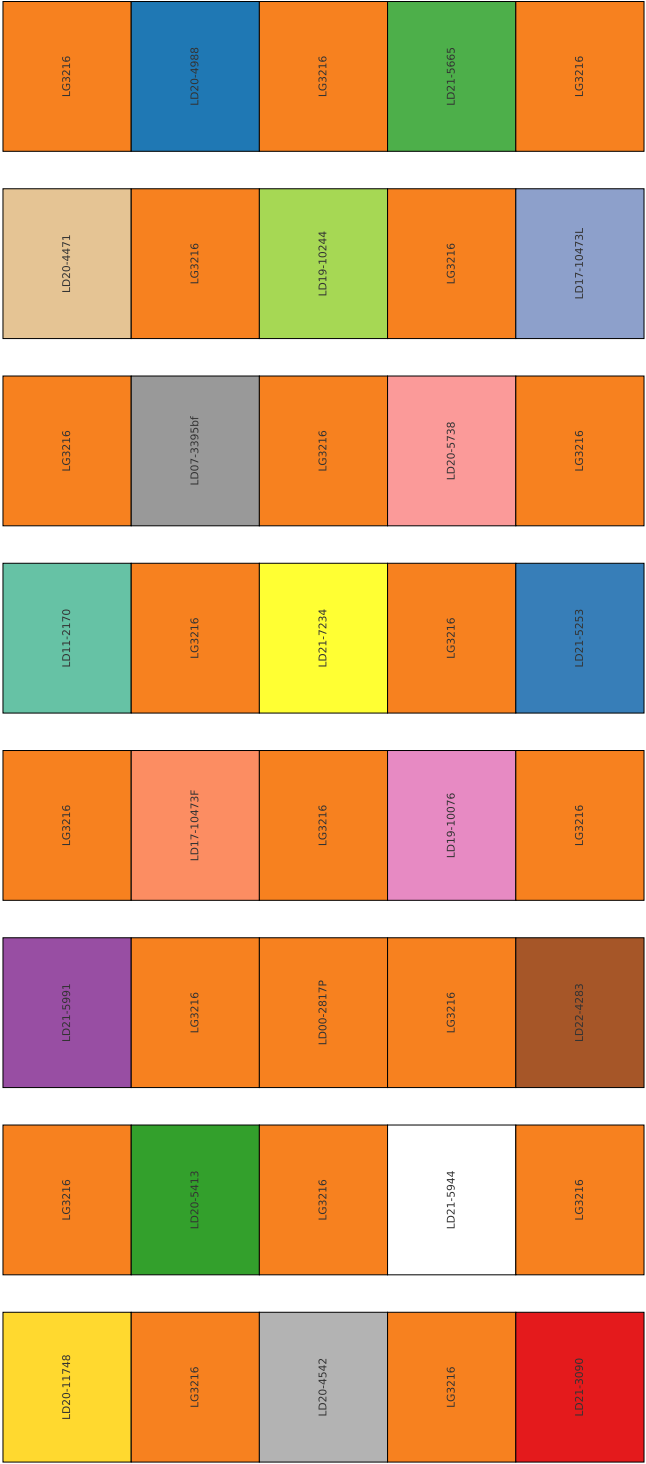 LG3216
LD20-4988
LG3216
LD21-5665
LG3216
LD20-4471
LG3216
LD19-10244
LG3216
LD17-10473L
LG3216
LD07-3395bf
LG3216
LD20-5738
LG3216
LD11-2170
LG3216
LD21-7234
LG3216
LD21-5253
LG3216
LD17-10473F
LG3216
LD19-10076
LG3216
LD21-5991
LG3216
LD00-2817P
LG3216
LD22-4283
LG3216
LD20-5413
LG3216
LD21-5944
LG3216
LD20-11748
LG3216
LD20-4542
LG3216
LD21-3090